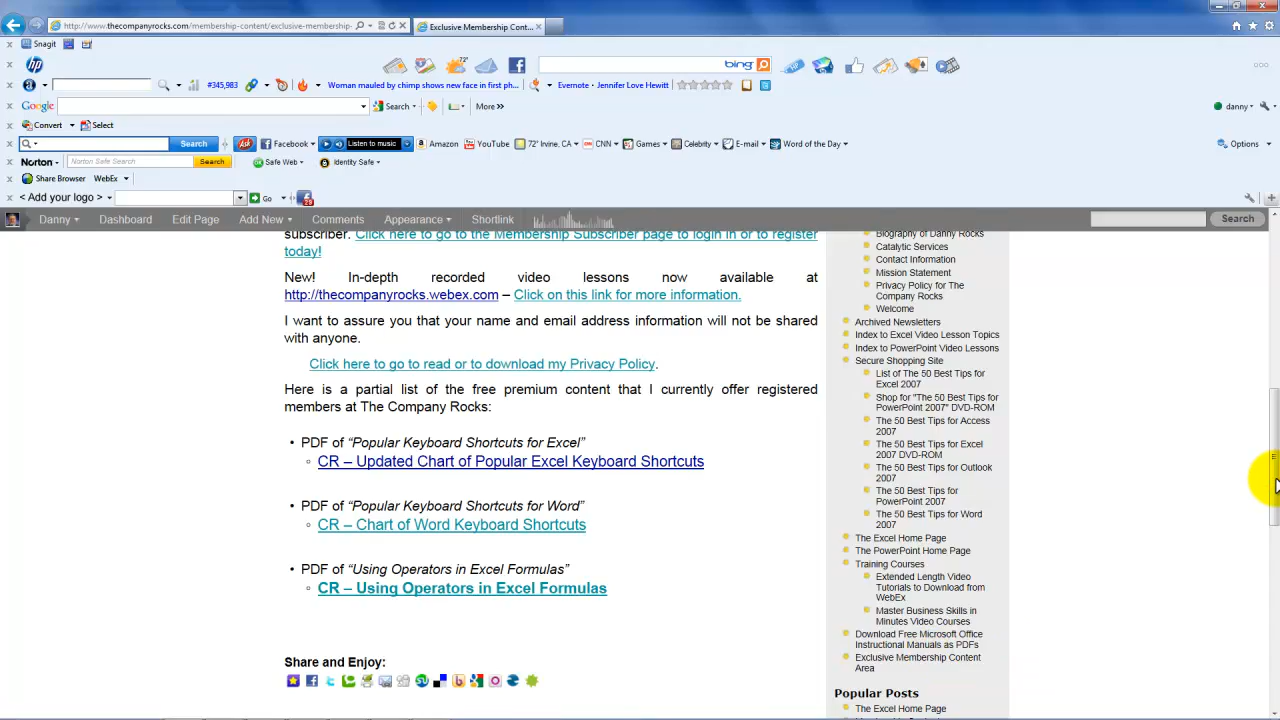 http://www.thecompanyrocks.com/membership-content/exclusive-membership-
Exclusive Membership Cont...
Snagit
hp
72°
bing
#345,983
Woman mauled by chimp shows new face in first ph...
Evernote
Jennifer Love Hewitt
Google
Search
More »
danny
Convert
Select
Search
Ask
Facebook
Listen to music
Amazon
YouTube
72° Irvine, CA
CNN
Games
Celebrity
E-mail
Word of the Day
Options
Norton
Norton Safe Search
Search
Safe Web
Identity Safe
Share Browser
WebEx
< Add your logo >
Go
Danny
Dashboard
Edit Page
Add New
Comments
Appearance
Shortlink
Search
subscriber. Click here to go to the Membership Subscriber page to login in or to register
today!
New! In-depth recorded video lessons now available at
http://thecompanyrocks.webex.com – Click on this link for more information.
I want to assure you that your name and email address information will not be shared
with anyone.
Click here to go to read or to download my Privacy Policy.
Here is a partial list of the free premium content that I currently offer registered
members at The Company Rocks:
• PDF of “Popular Keyboard Shortcuts for Excel”
◦ CR – Updated Chart of Popular Excel Keyboard Shortcuts
• PDF of “Popular Keyboard Shortcuts for Word”
◦ CR – Chart of Word Keyboard Shortcuts
• PDF of “Using Operators in Excel Formulas”
◦ CR – Using Operators in Excel Formulas
Share and Enjoy:
Biography of Danny Rocks
Catalytic Services
Contact Information
Mission Statement
Privacy Policy for The
Company Rocks
Welcome
Archived Newsletters
Index to Excel Video Lesson Topics
Index to PowerPoint Video Lessons
Secure Shopping Site
List of The 50 Best Tips for
Excel 2007
Shop for "The 50 Best Tips for
PowerPoint 2007" DVD-ROM
The 50 Best Tips for Access
2007
The 50 Best Tips for Excel
2007 DVD-ROM
The 50 Best Tips for Outlook
2007
The 50 Best Tips for
PowerPoint 2007
The 50 Best Tips for Word
2007
The Excel Home Page
The PowerPoint Home Page
Training Courses
Extended Length Video
Tutorials to Download from
WebEx
Master Business Skills in
Minutes Video Courses
Download Free Microsoft Office
Instructional Manuals as PDFs
Exclusive Membership Content
Area
Popular Posts
The Excel Home Page